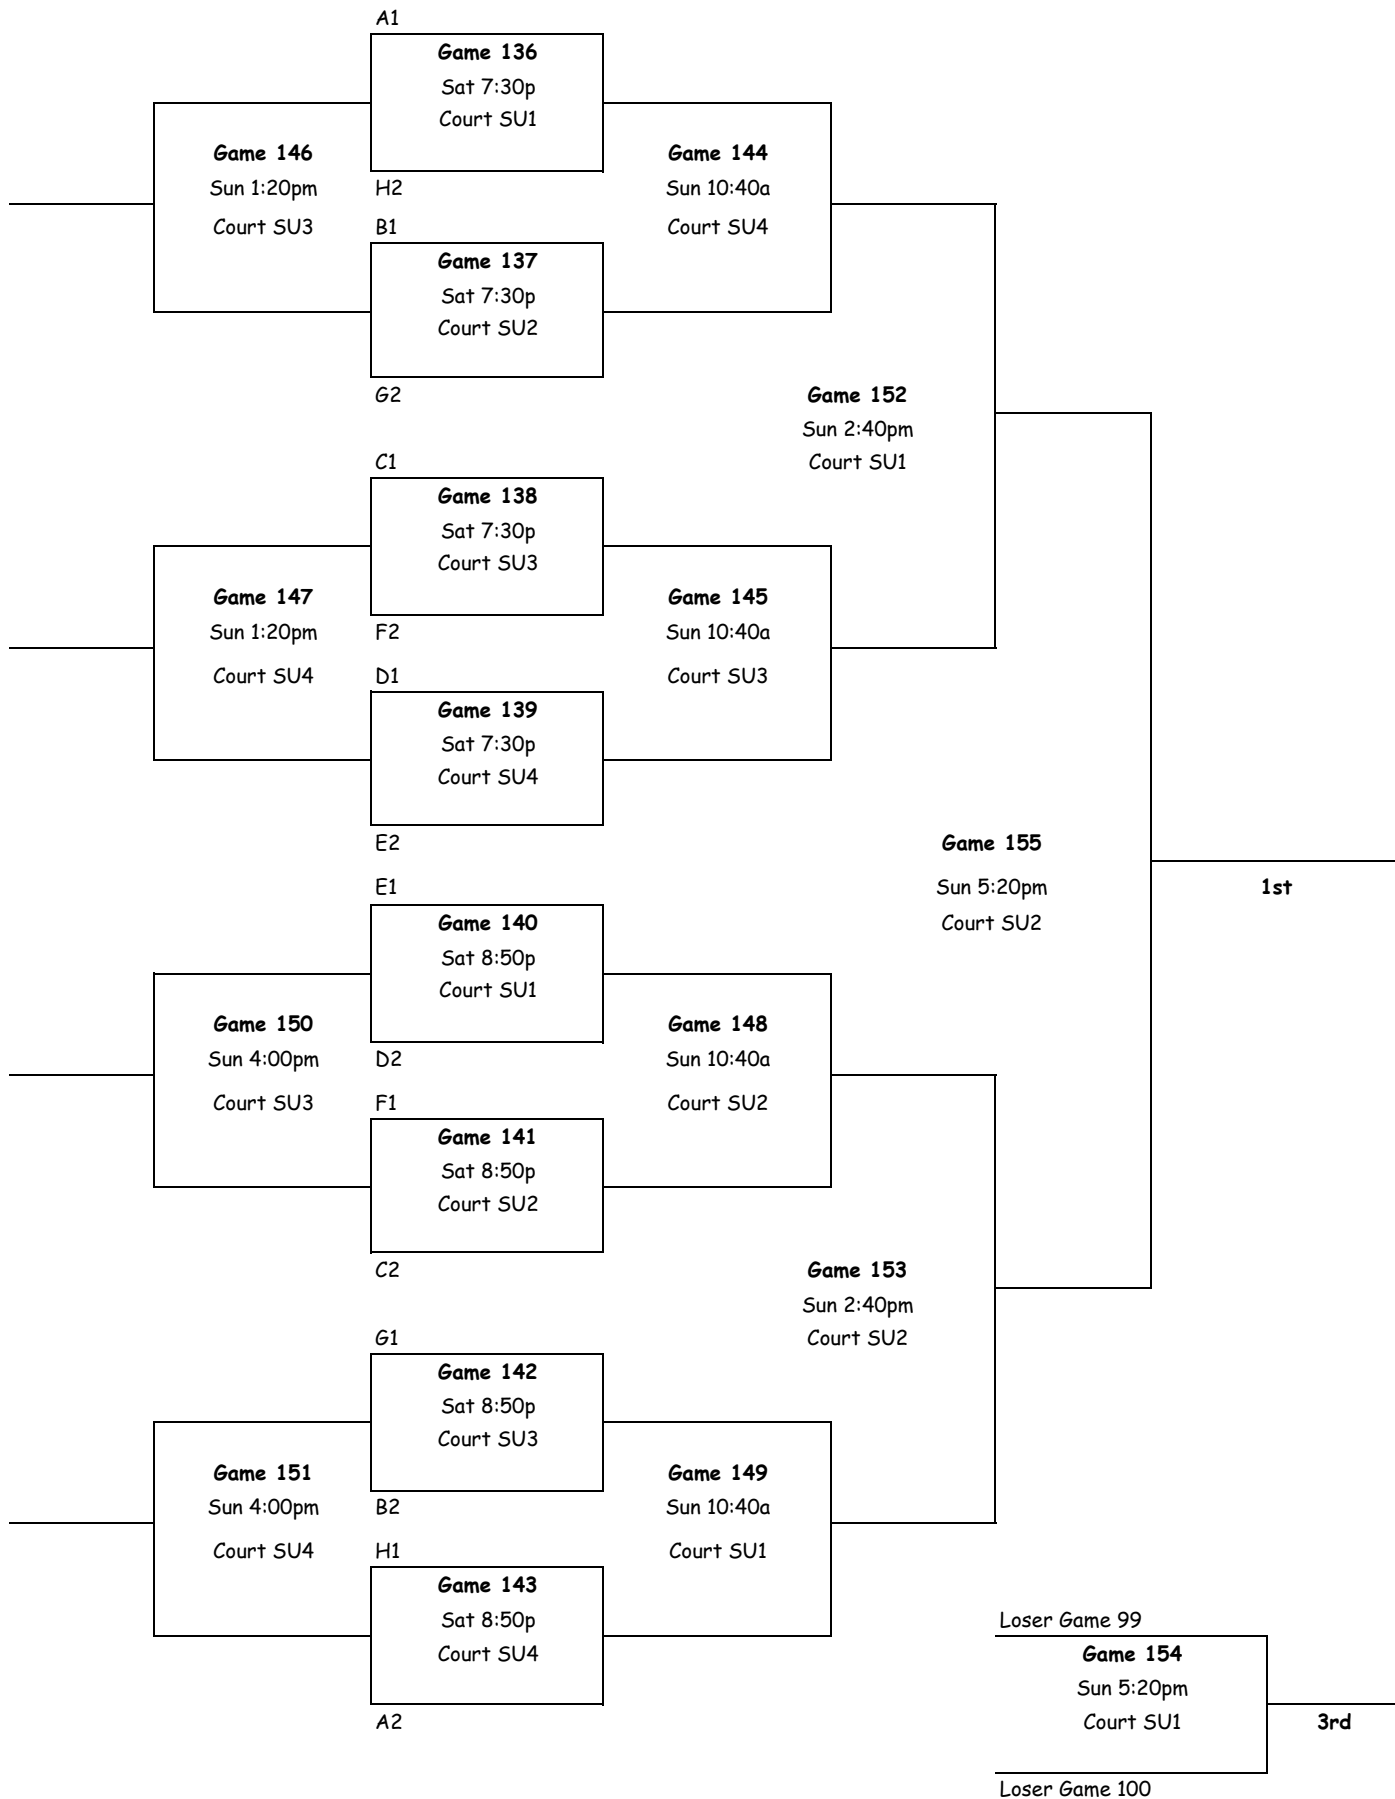 A1
Game 136
Sat 7:30p
Court SU1
Game 146
Sun 1:20pm
Court SU3
H2
B1
Game 144
Sun 10:40a
Court SU4
Game 137
Sat 7:30p
Court SU2
G2
Game 152
Sun 2:40pm
Court SU1
C1
Game 138
Sat 7:30p
Court SU3
Game 147
Sun 1:20pm
Court SU4
F2
D1
Game 145
Sun 10:40a
Court SU3
Game 139
Sat 7:30p
Court SU4
E2
Game 155
Sun 5:20pm
Court SU2
1st
E1
Game 140
Sat 8:50p
Court SU1
Game 150
Sun 4:00pm
Court SU3
D2
F1
Game 148
Sun 10:40a
Court SU2
Game 141
Sat 8:50p
Court SU2
C2
Game 153
Sun 2:40pm
Court SU2
G1
Game 142
Sat 8:50p
Court SU3
Game 151
Sun 4:00pm
Court SU4
B2
H1
Game 149
Sun 10:40a
Court SU1
Game 143
Sat 8:50p
Court SU4
A2
Loser Game 99
Game 154
Sun 5:20pm
Court SU1
3rd
Loser Game 100